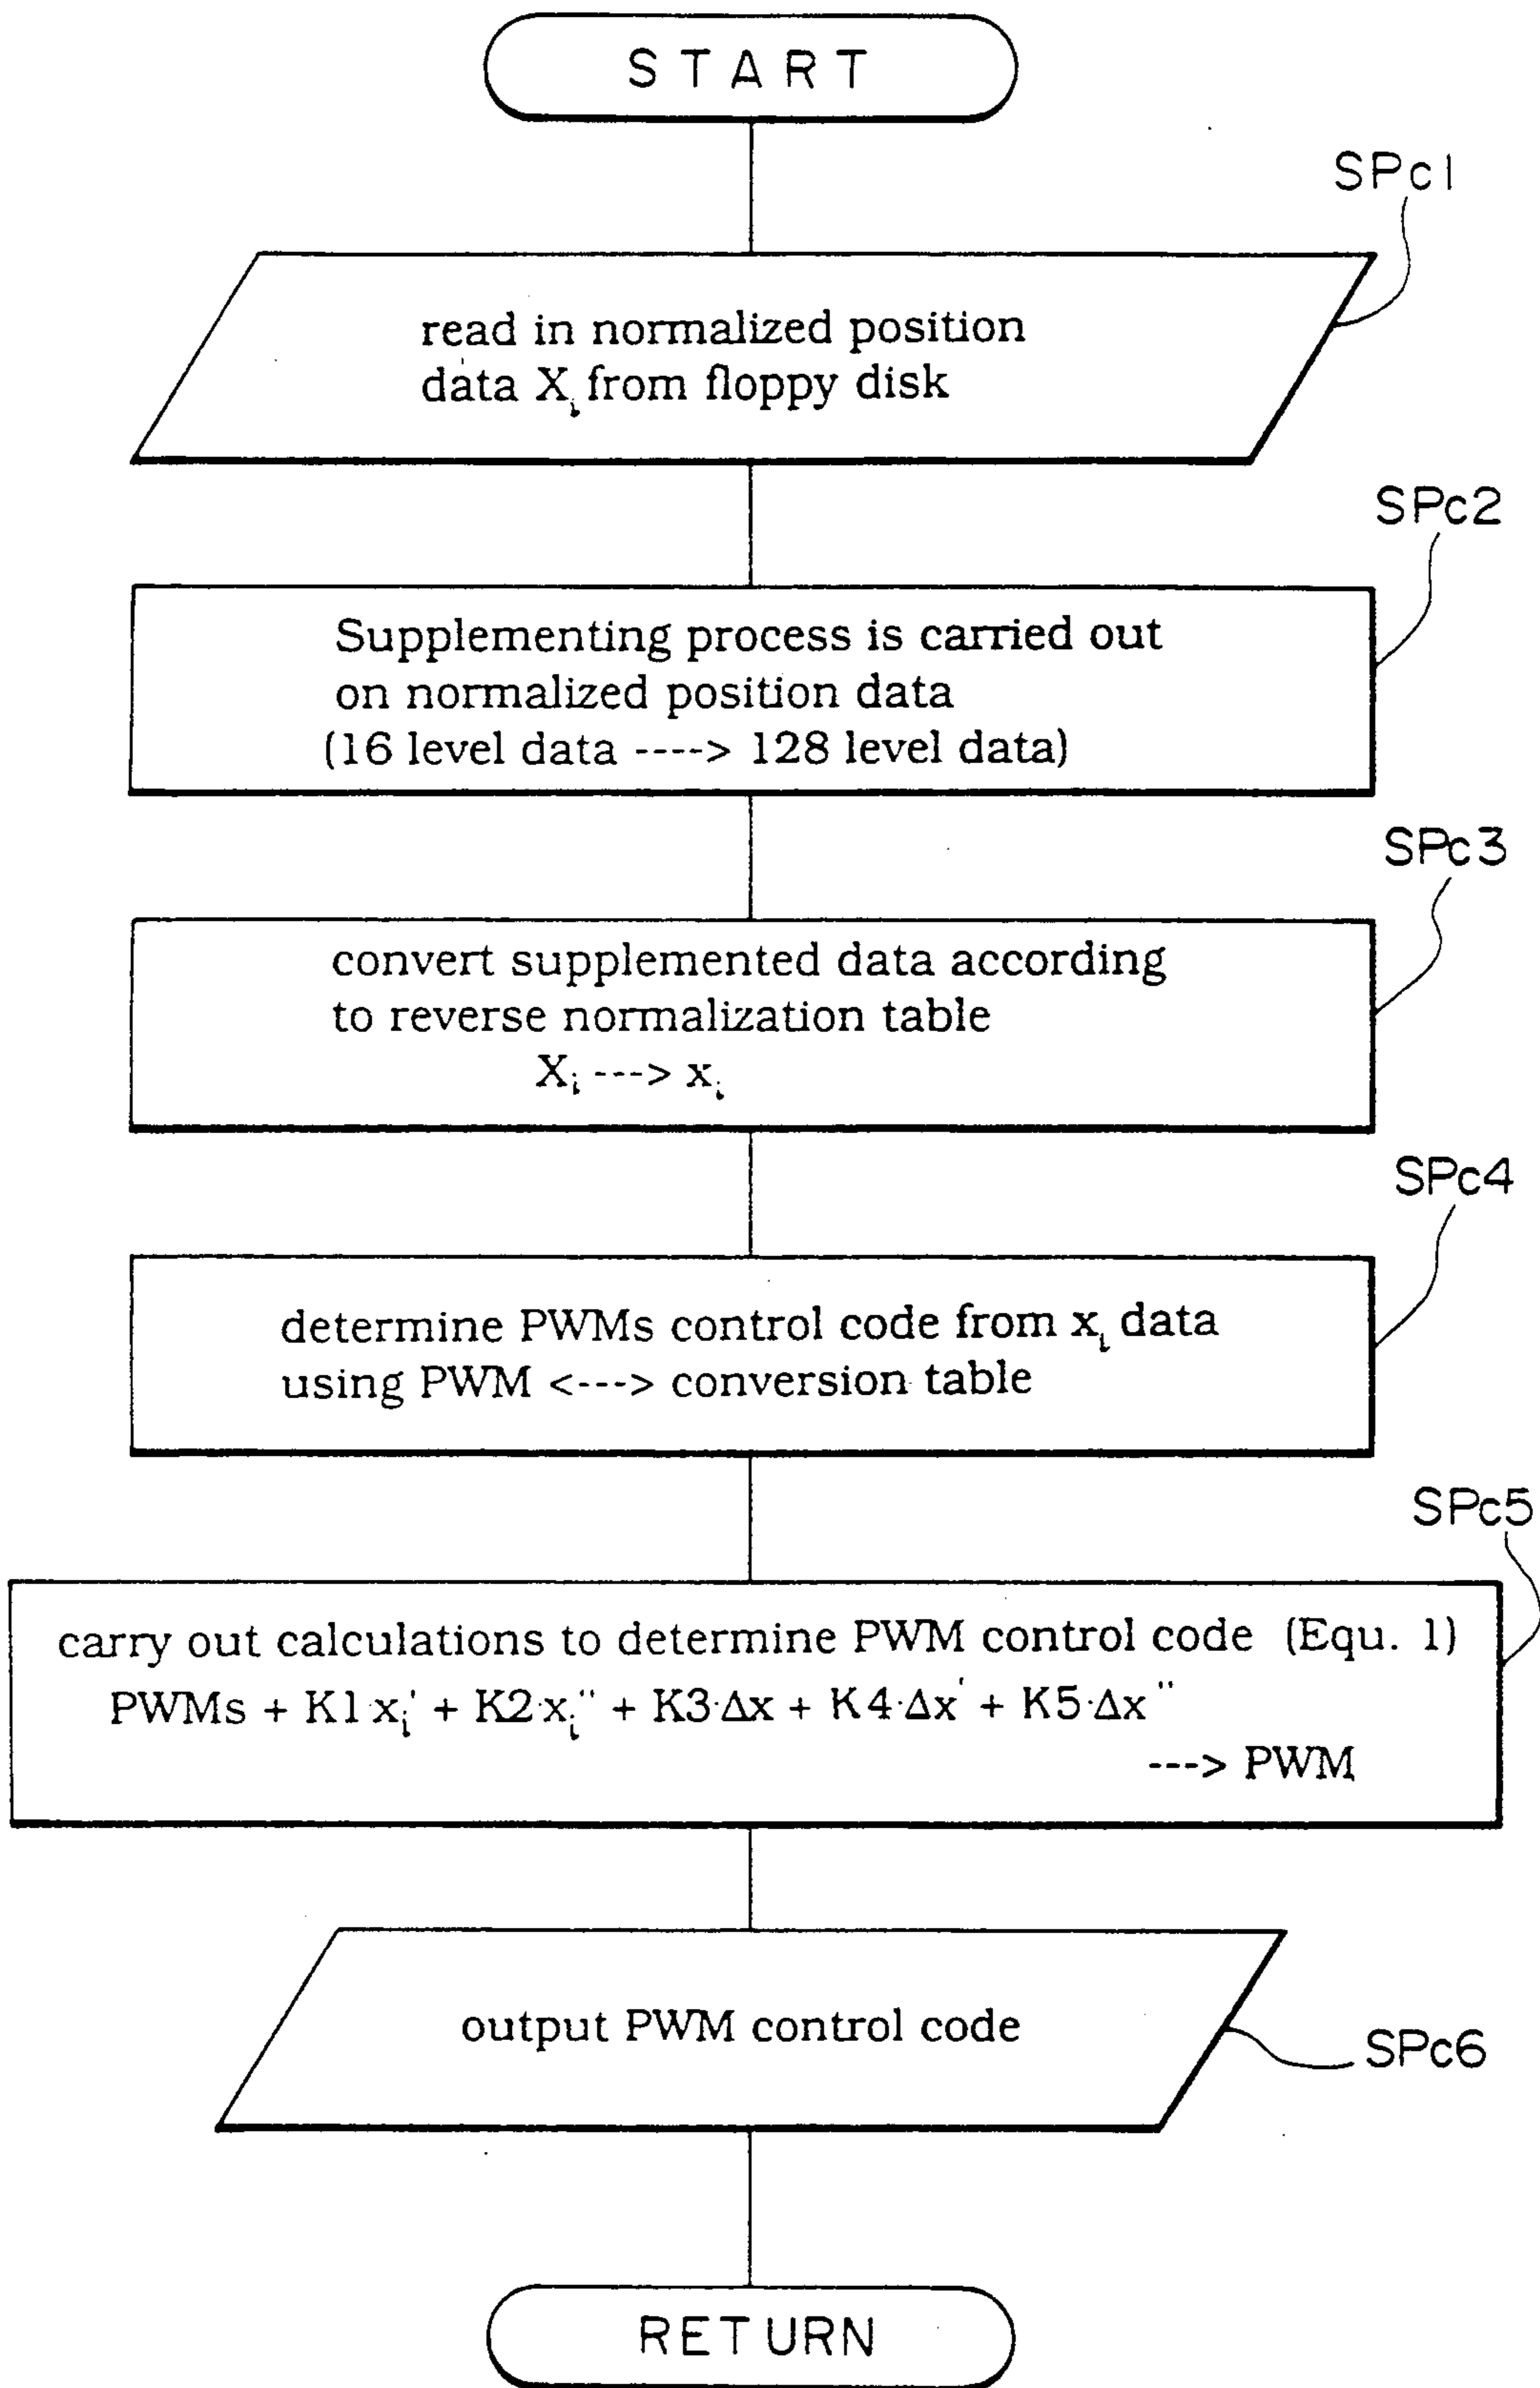 START
SPc1
read in normalized position
data Xi from floppy disk
SPc2
Supplementing process is carried out
on normalized position data
(16 level data ----> 128 level data)
SPc3
convert supplemented data according
to reverse normalization table
Xi ---> xi
SPc4
determine PWMs control code from xi data
using PWM <---> conversion table
SPc5
carry out calculations to determine PWM control code (Equ. 1)
PWMs + K1·xi' + K2·xi'' + K3·Δx + K4·Δx' + K5·Δx''
---> PWM
output PWM control code
SPc6
RETURN